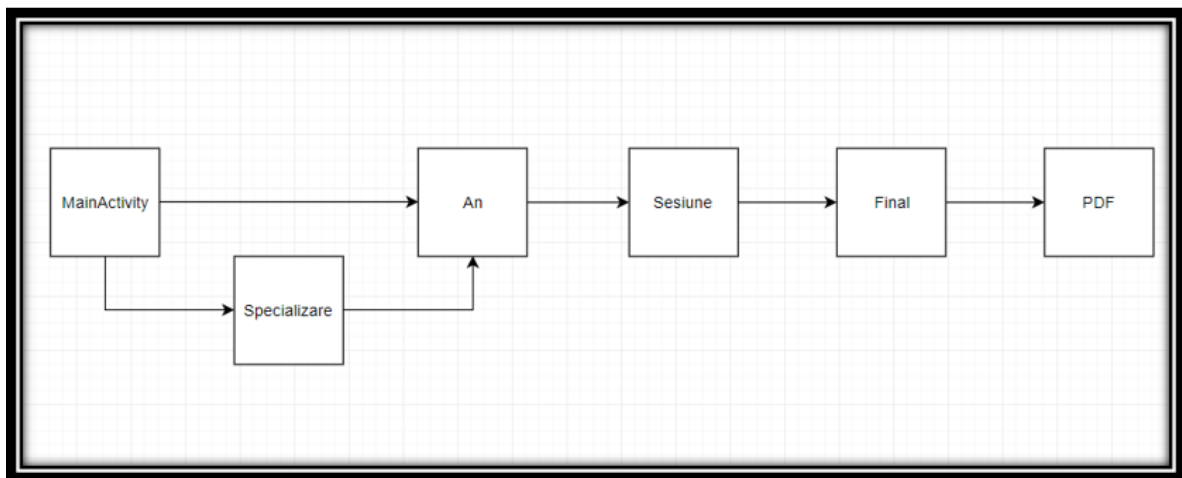 MainActivity
An
Sesiune
Final
PDF
Specializare